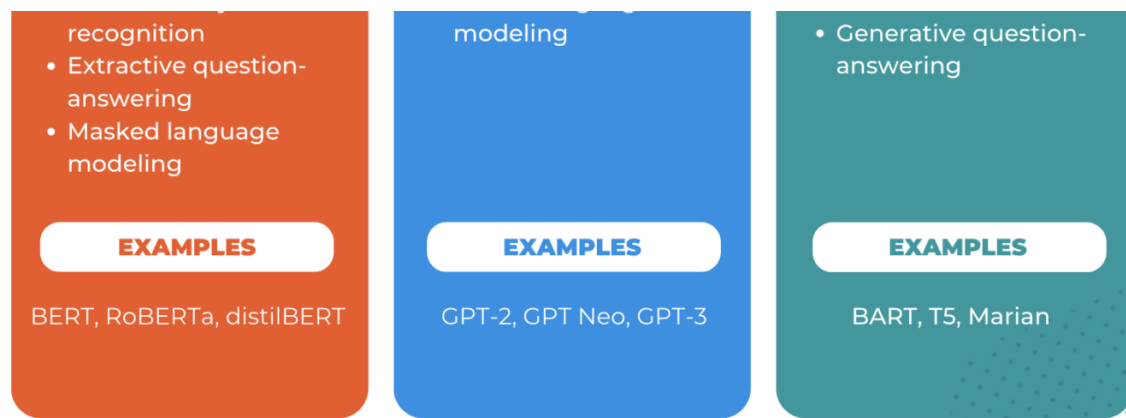 recognition
• Extractive question-
answering
• Masked language
modeling
EXAMPLES
BERT, RoBERTa, distilBERT
modeling
EXAMPLES
GPT-2, GPT Neo, GPT-3
• Generative question-
answering
EXAMPLES
BART, T5, Marian